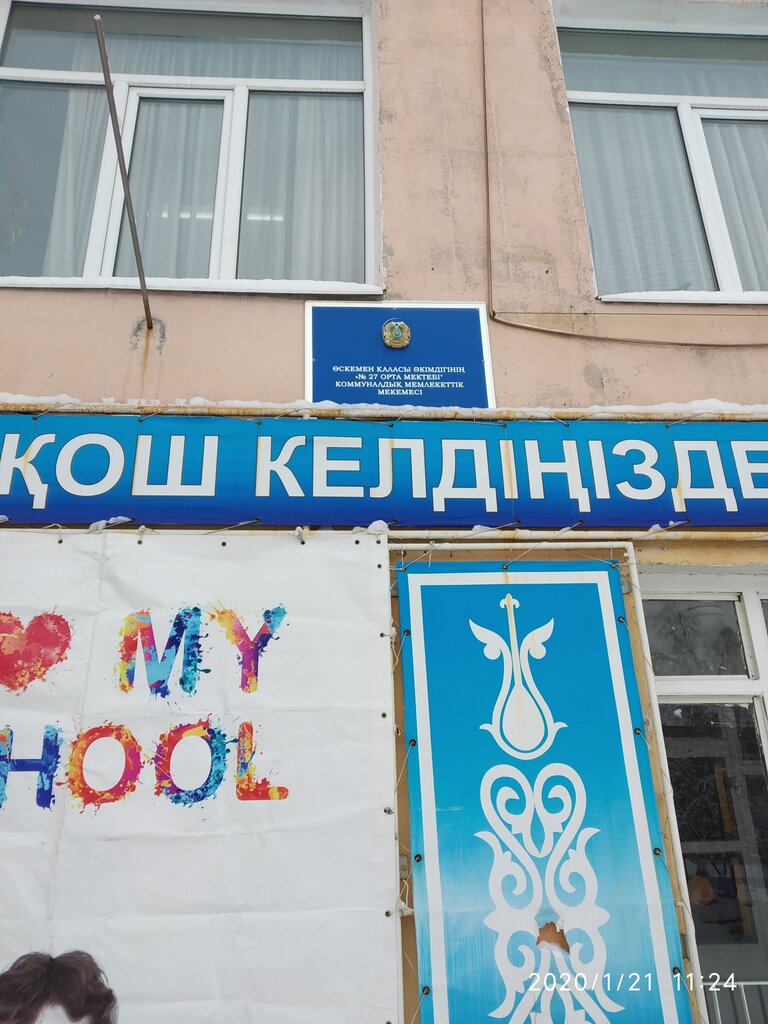 ӨСКЕМЕН ҚАЛАСЫ ӘКІМДІГІНІҢ
«№ 27 ОРТА МЕКТЕБІ"
КОММУНАЛДЫҚ МЕМЛЕКЕТТІК
МЕКЕМЕСІ
ҚОШ КЕЛДІҢІЗДЕ
MY
HOOL
2020/1/21 11:24